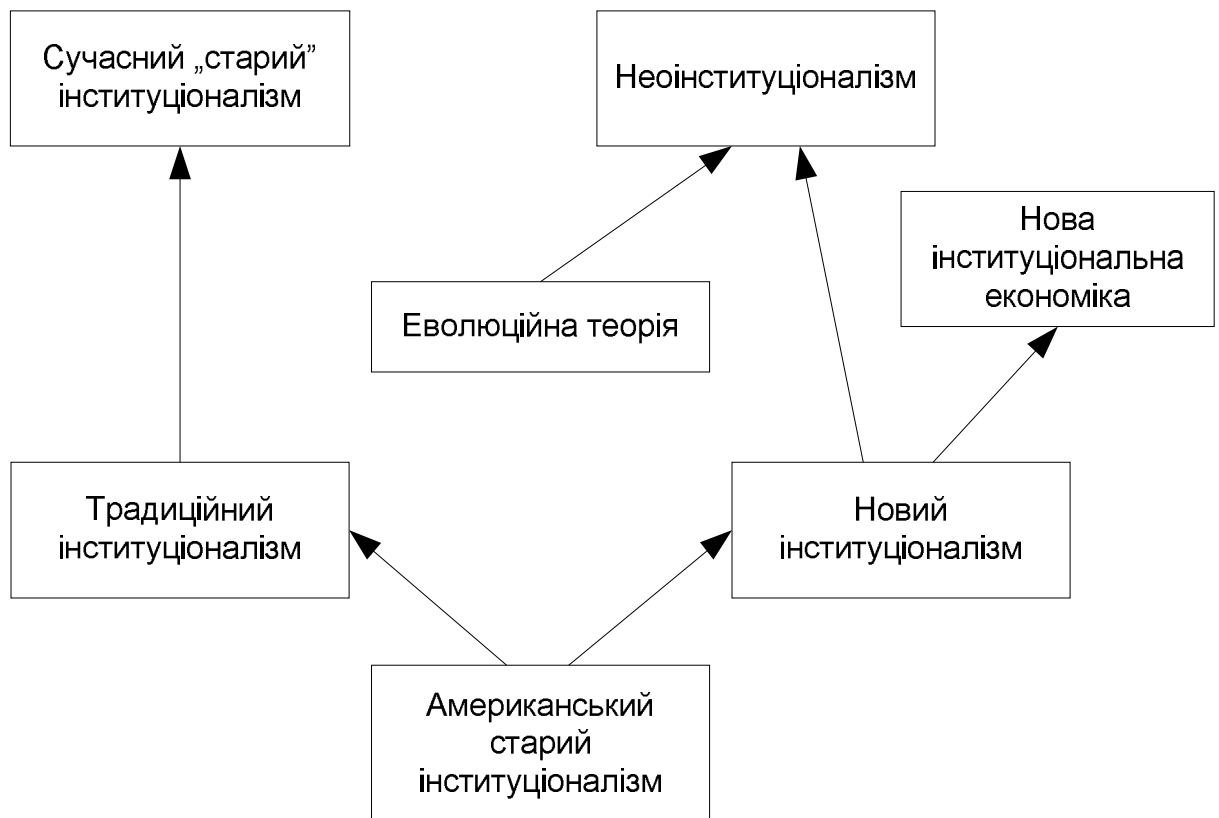 Сучасний „старий”
інституціоналізм
Неоінституціоналізм
Нова
інституціональна
економіка
Еволюційна теорія
Традиційний
інституціоналізм
Новий
інституціоналізм
Американський
старий
інституціоналізм